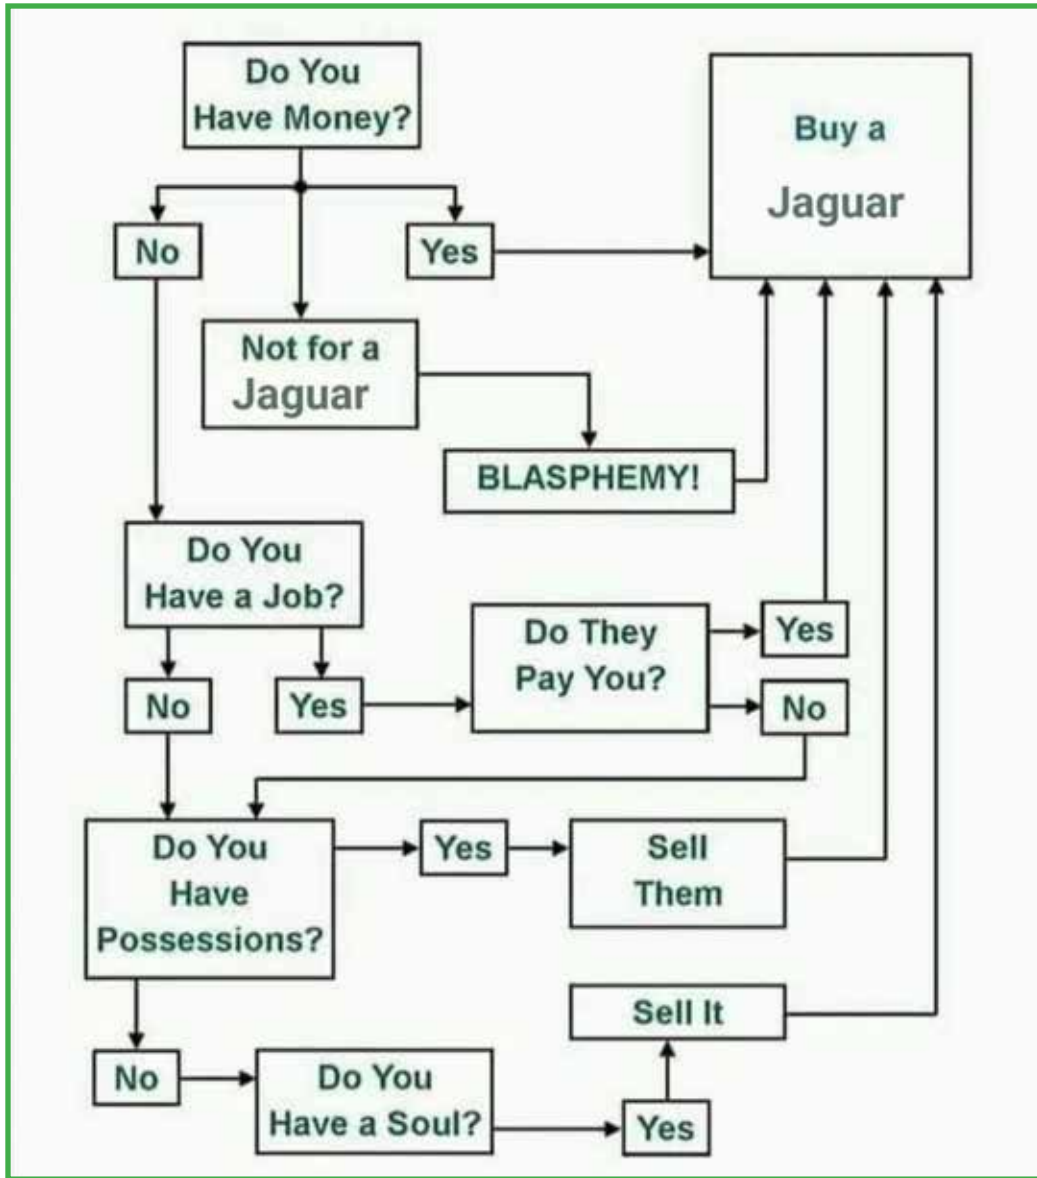 Do You
Have Money?
Buy a
Jaguar
No
Yes
Not for a
Jaguar
BLASPHEMY!
Do You
Have a Job?
Do They
Pay You?
Yes
No
Yes
No
Do You
Have
Possessions?
Yes
Sell
Them
Sell It
No
Do You
Have a Soul?
Yes